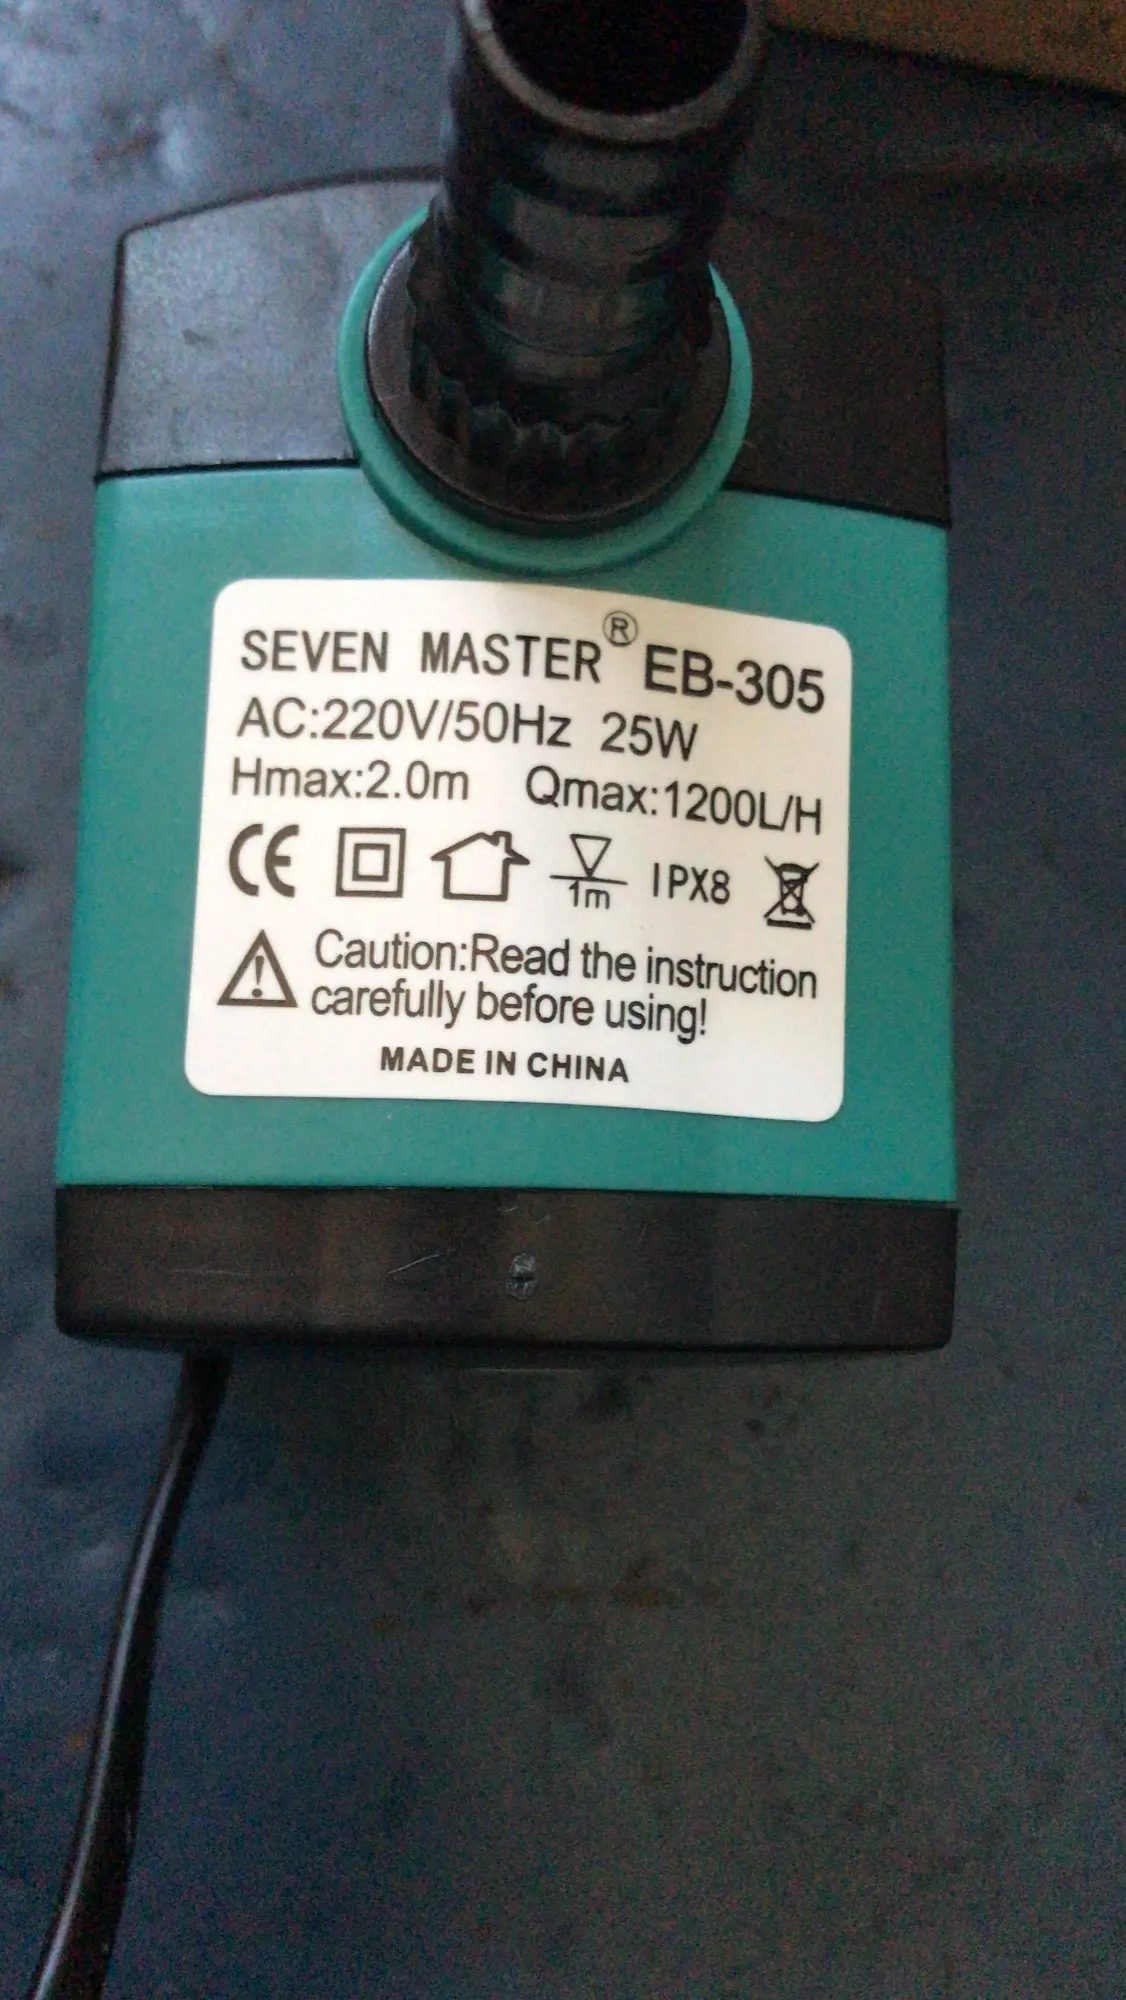 SEVEN MASTER® EB-305
AC:220V/50Hz 25W
Hmax:2.0m Qmax:1200L/H
CE 1m IPX8
Caution:Read the instruction
carefully before using!
MADE IN CHINA